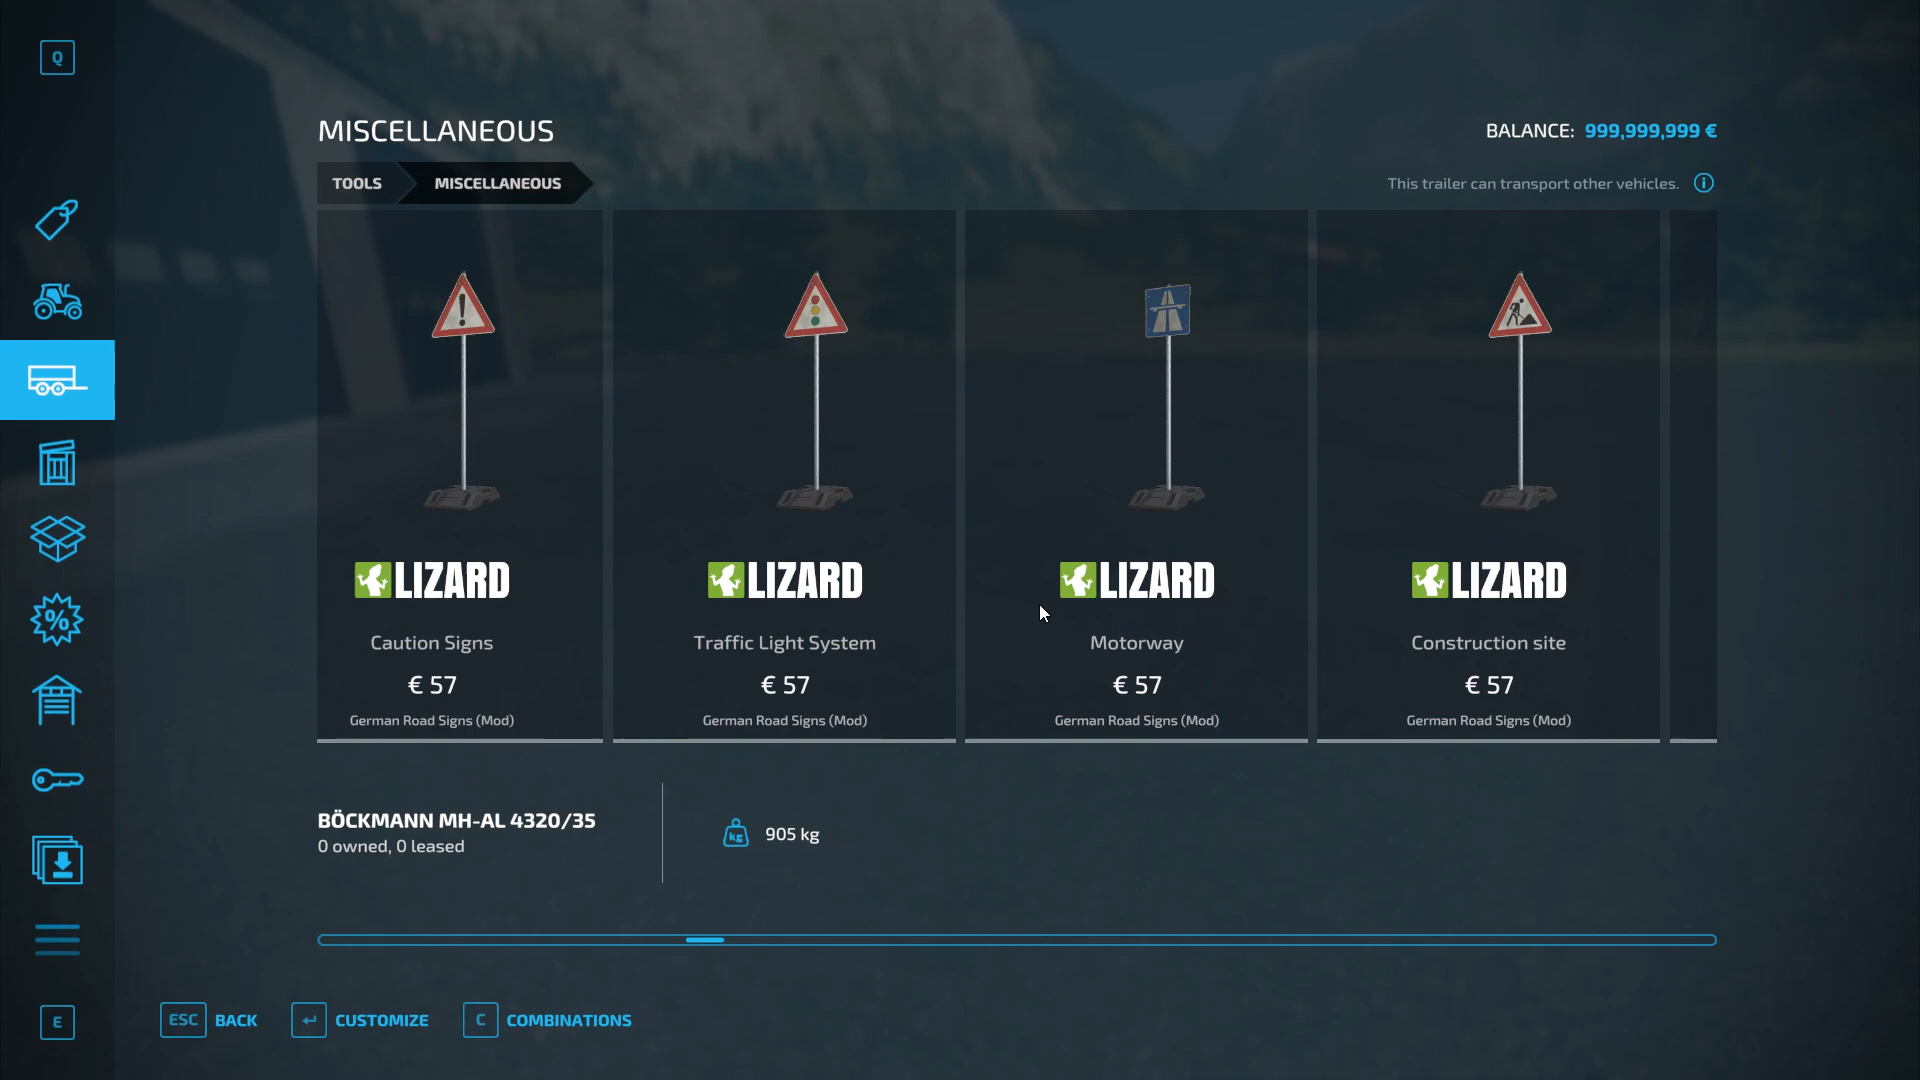 Q
MISCELLANEOUS
BALANCE: 999,999,999 €
TOOLS
MISCELLANEOUS
This trailer can transport other vehicles.
LIZARD
Caution Signs
€ 57
German Road Signs (Mod)
LIZARD
Traffic Light System
€ 57
German Road Signs (Mod)
LIZARD
Motorway
€ 57
German Road Signs (Mod)
LIZARD
Construction site
€ 57
German Road Signs (Mod)
BÖCKMANN MH-AL 4320/35
0 owned, 0 leased
kg
905 kg
%
E
ESC BACK
CUSTOMIZE
C COMBINATIONS